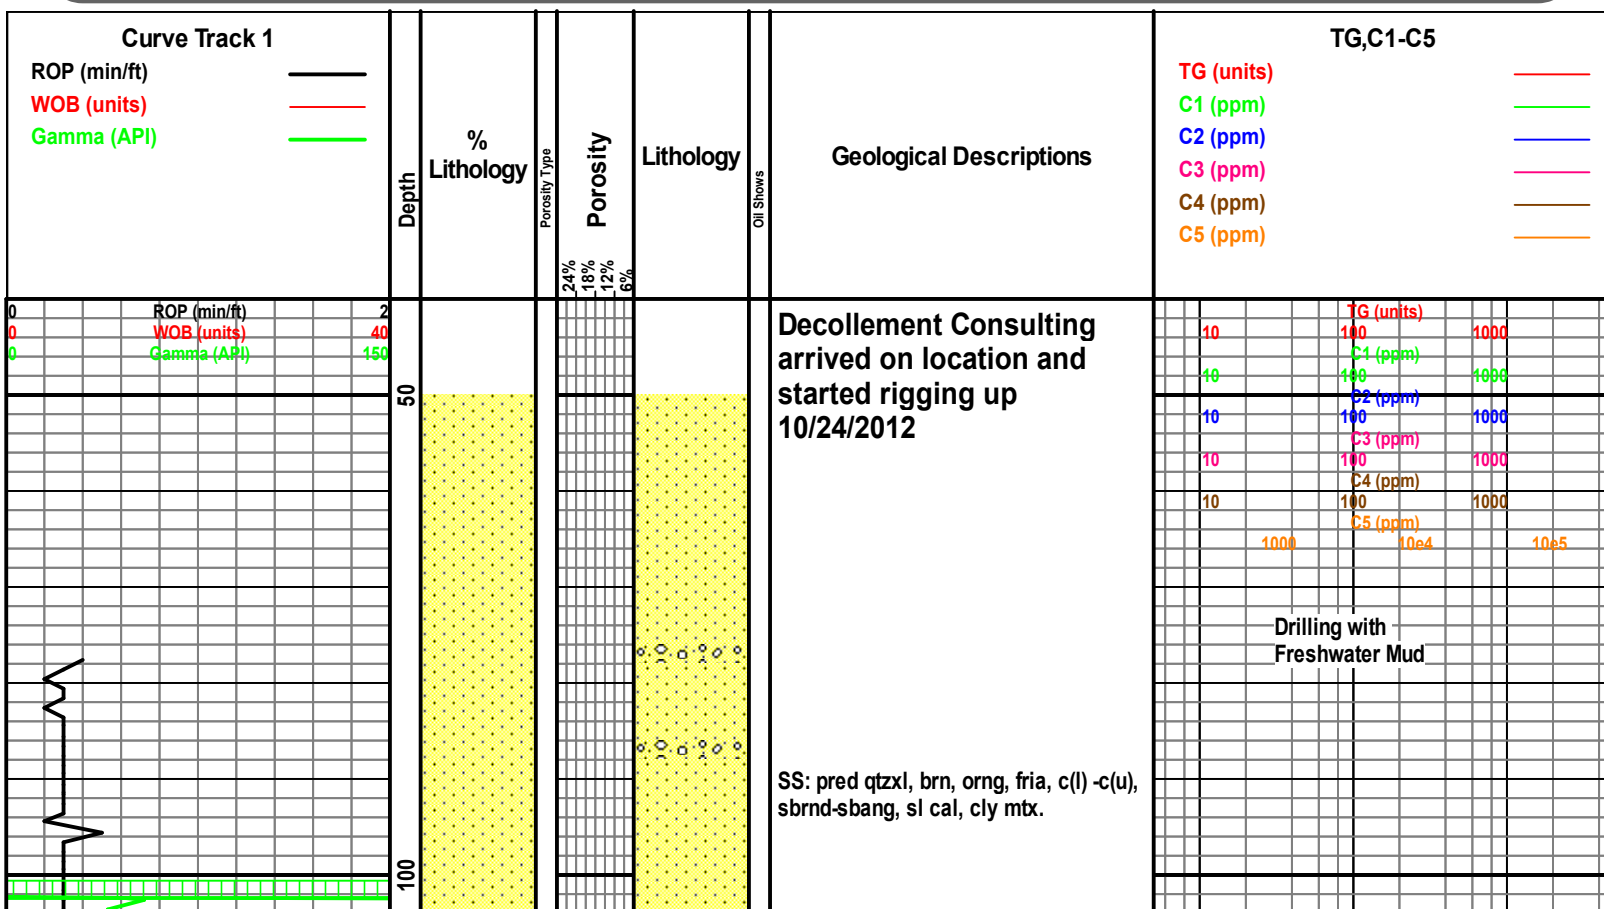 Curve Track 1
ROP (min/ft)
WOB (units)
Gamma (API)
Depth
%
Lithology
Porosity Type
Porosity
24%
18%
12%
6%
Lithology
Oil Shows
Geological Descriptions
TG,C1-C5
TG (units)
C1 (ppm)
C2 (ppm)
C3 (ppm)
C4 (ppm)
C5 (ppm)
0 ROP (min/ft) 2
0 WOB (units) 40
0 Gamma (API) 150
50
100
Decollement Consulting
arrived on location and
started rigging up
10/24/2012
SS: pred qtzxl, brn, orng, fria, c(l) -c(u),
sbrnd-sbang, sl cal, cly mtx.
TG (units)
10 100 1000
C1 (ppm)
10 100 1000
C2 (ppm)
10 100 1000
C3 (ppm)
10 100 1000
C4 (ppm)
10 100 1000
C5 (ppm)
1000 10e4 10e5
Drilling with
Freshwater Mud